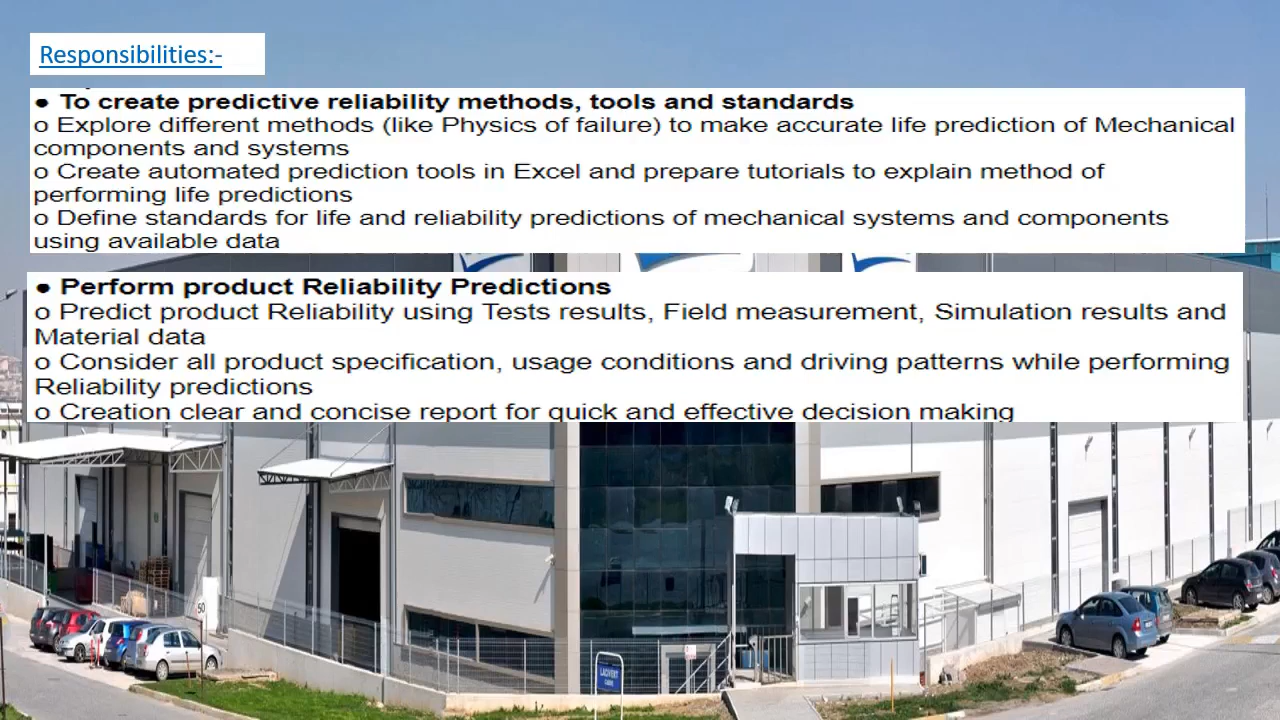 Responsibilities:-
● To create predictive reliability methods, tools and standards
o Explore different methods (like Physics of failure) to make accurate life prediction of Mechanical
components and systems
o Create automated prediction tools in Excel and prepare tutorials to explain method of
performing life predictions
o Define standards for life and reliability predictions of mechanical systems and components
using available data
● Perform product Reliability Predictions
o Predict product Reliability using Tests results, Field measurement, Simulation results and
Material data
o Consider all product specification, usage conditions and driving patterns while performing
Reliability predictions
o Creation clear and concise report for quick and effective decision making
50